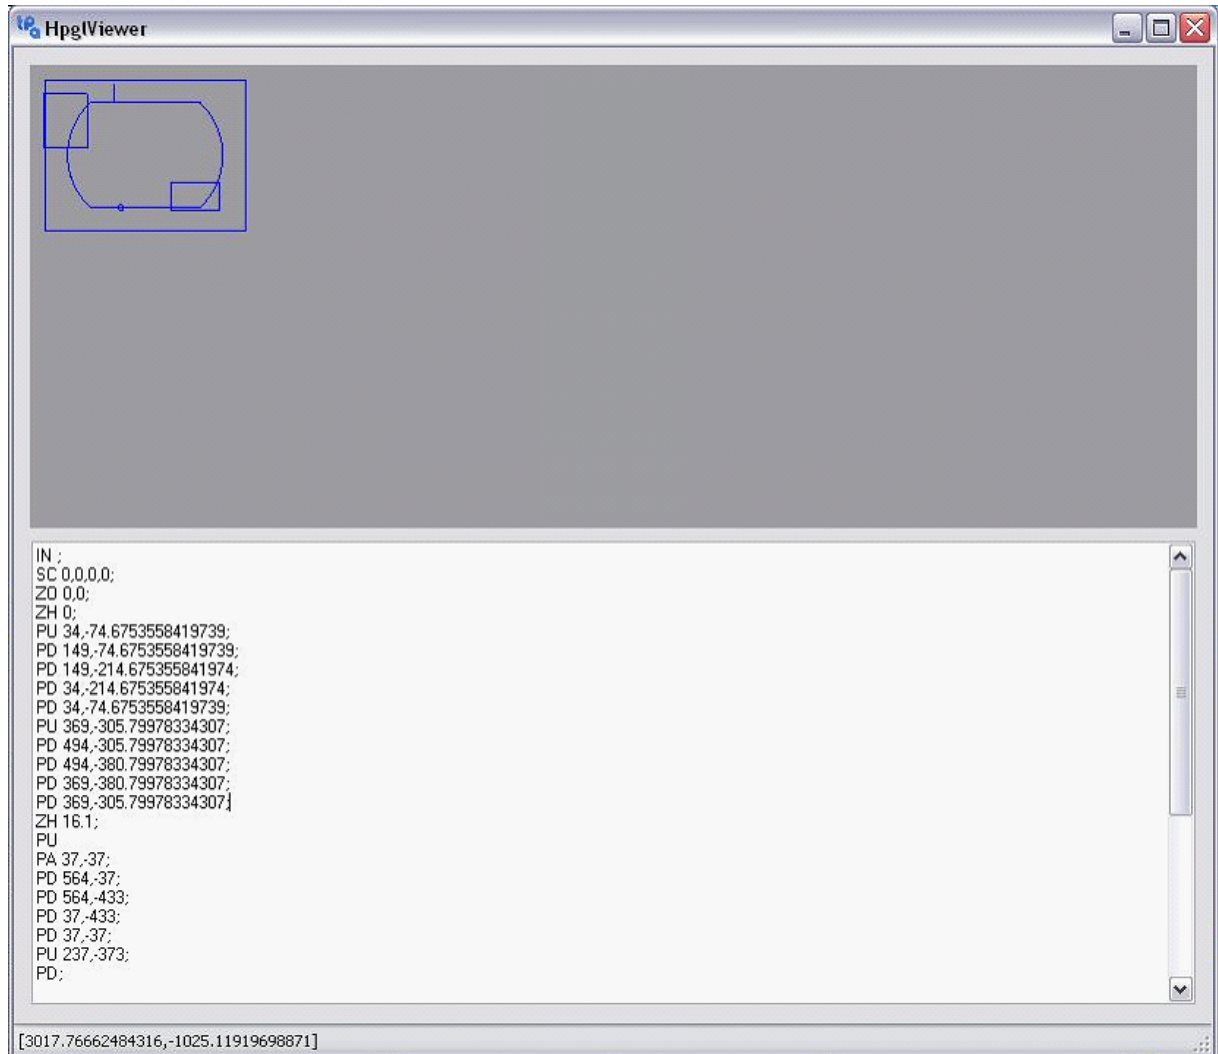 HpglViewer
IN ;
SC 0,0,0,0;
ZO 0,0;
ZH 0;
PU 34,-74.6753558419739;
PD 149,-74.6753558419739;
PD 149,-214.675355841974;
PD 34,-214.675355841974;
PD 34,-74.6753558419739;
PU 369,-305.79978334307;
PD 494,-305.79978334307;
PD 494,-380.79978334307;
PD 369,-380.79978334307;
PD 369,-305.79978334307;
ZH 16.1;
PU
PA 37,-37;
PD 564,-37;
PD 564,-433;
PD 37,-433;
PD 37,-37;
PU 237,-373;
PD;
[3017.76662484316,-1025.11919698871]